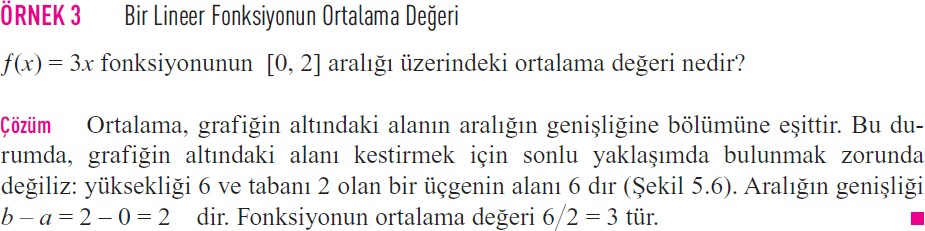 ÖRNEK 3 Bir Lineer Fonksiyonun Ortalama Değeri
f(x) = 3x fonksiyonunun [0, 2] aralığı üzerindeki ortalama değeri nedir?
Çözüm Ortalama, grafiğin altındaki alanın aralığın genişliğine bölümüne eşittir. Bu du-
rumda, grafiğin altındaki alanı kestirmek için sonlu yaklaşımda bulunmak zorunda
değiliz: yüksekliği 6 ve tabanı 2 olan bir üçgenin alanı 6 dır (Şekil 5.6). Aralığın genişliği
b – a = 2 – 0 = 2 dir. Fonksiyonun ortalama değeri 6/2 = 3 tür.